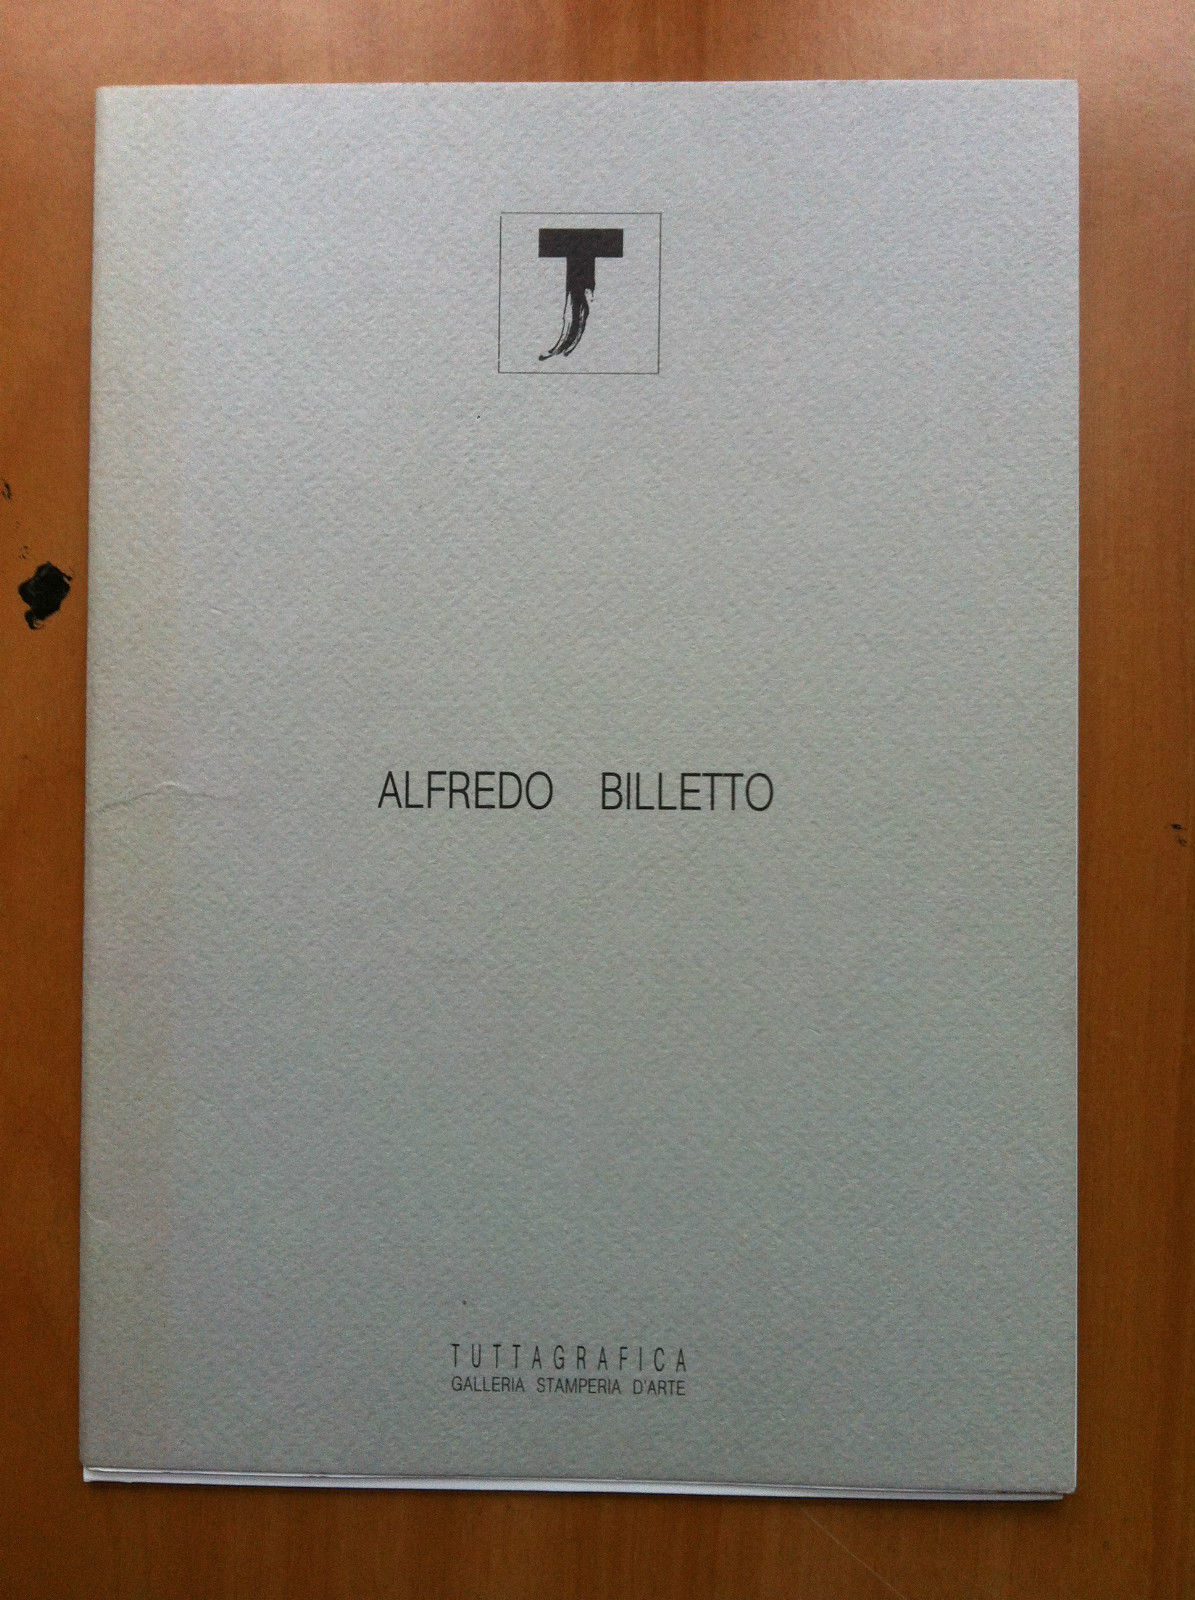 T
ALFREDO BILLETTO
TUTTAGRAFICA
GALLERIA STAMPERIA D'ARTE